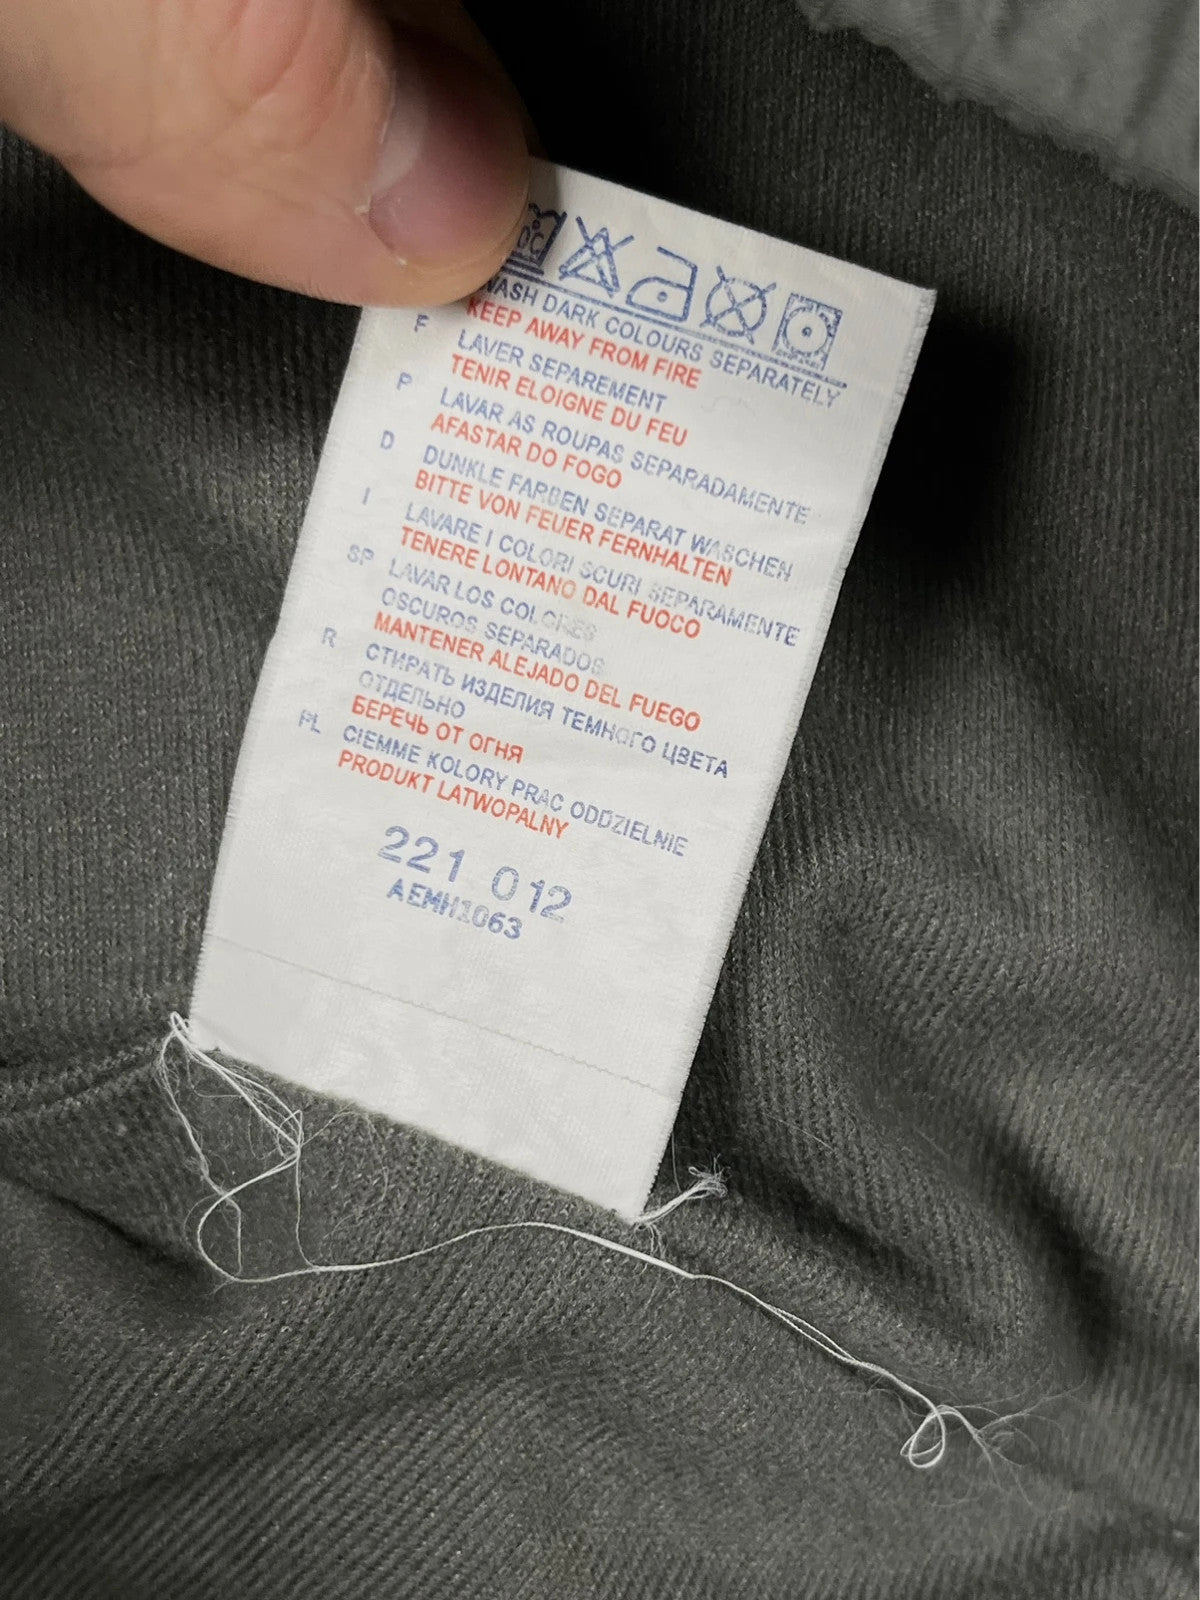 0°C
WASH DARK COLOURS SEPARATELY
KEEP AWAY FROM FIRE
F LAVER SEPAREMENT
TENIR ELOIGNE DU FEU
P LAVAR AS ROUPAS SEPARADAMENTE
AFASTAR DO FOGO
D DUNKLE FARBEN SEPARAT WASCHEN
BITTE VON FEUER FERNHALTEN
I LAVARE I COLORI SCURI SEPARAMENTE
TENERE LONTANO DAL FUOCO
SP LAVAR LOS COLORES
OSCUROS SEPARADOS
MANTENER ALEJADO DEL FUEGO
R СТИРАТЬ ИЗДЕЛИЯ ТЕМНОГО ЦВЕТА
ОТДЕЛЬНО
БЕРЕЧЬ ОТ ОГНЯ
PL CIEMME KOLORY PRAC ODDZIELNIE
PRODUKT LATWOPALNY
221 012
AEMH1063